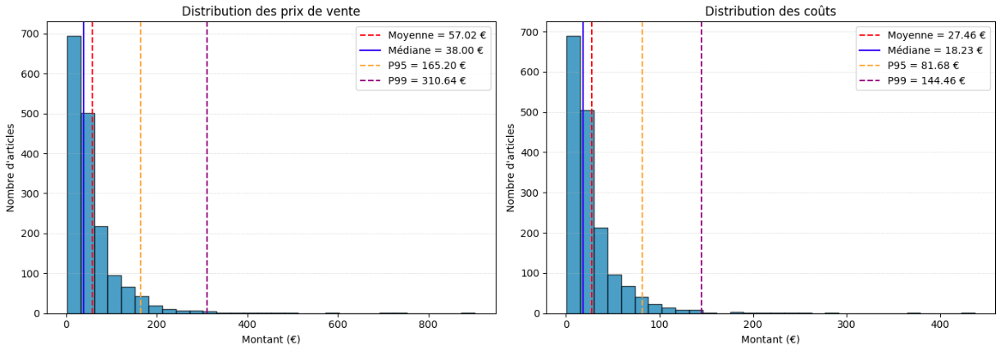 Distribution des prix de vente
Moyenne = 57.02 €
Médiane = 38.00 €
P95 = 165.20 €
P99 = 310.64 €
Nombre d'articles
700
600
500
400
300
200
100
0
0
200
400
600
800
Montant (€)
Distribution des coûts
Moyenne = 27.46 €
Médiane = 18.23 €
P95 = 81.68 €
P99 = 144.46 €
Nombre d'articles
700
600
500
400
300
200
100
0
0
100
200
300
400
Montant (€)